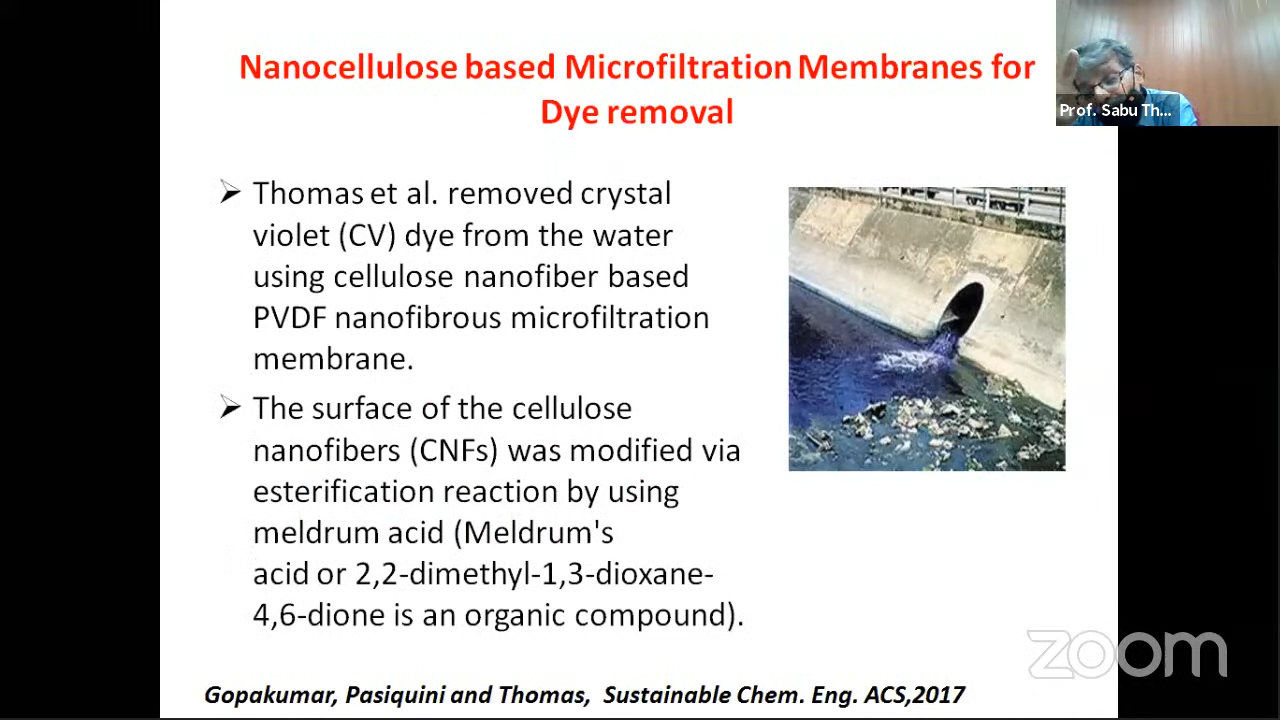 Nanocellulose based Microfiltration Membranes for
Dye removal
Prof. Sabu Th...
➢ Thomas et al. removed crystal
violet (CV) dye from the water
using cellulose nanofiber based
PVDF nanofibrous microfiltration
membrane.
➢ The surface of the cellulose
nanofibers (CNFs) was modified via
esterification reaction by using
meldrum acid (Meldrum's
acid or 2,2-dimethyl-1,3-dioxane-
4,6-dione is an organic compound).
zoom
Gopakumar, Pasiquini and Thomas, Sustainable Chem. Eng. ACS,2017